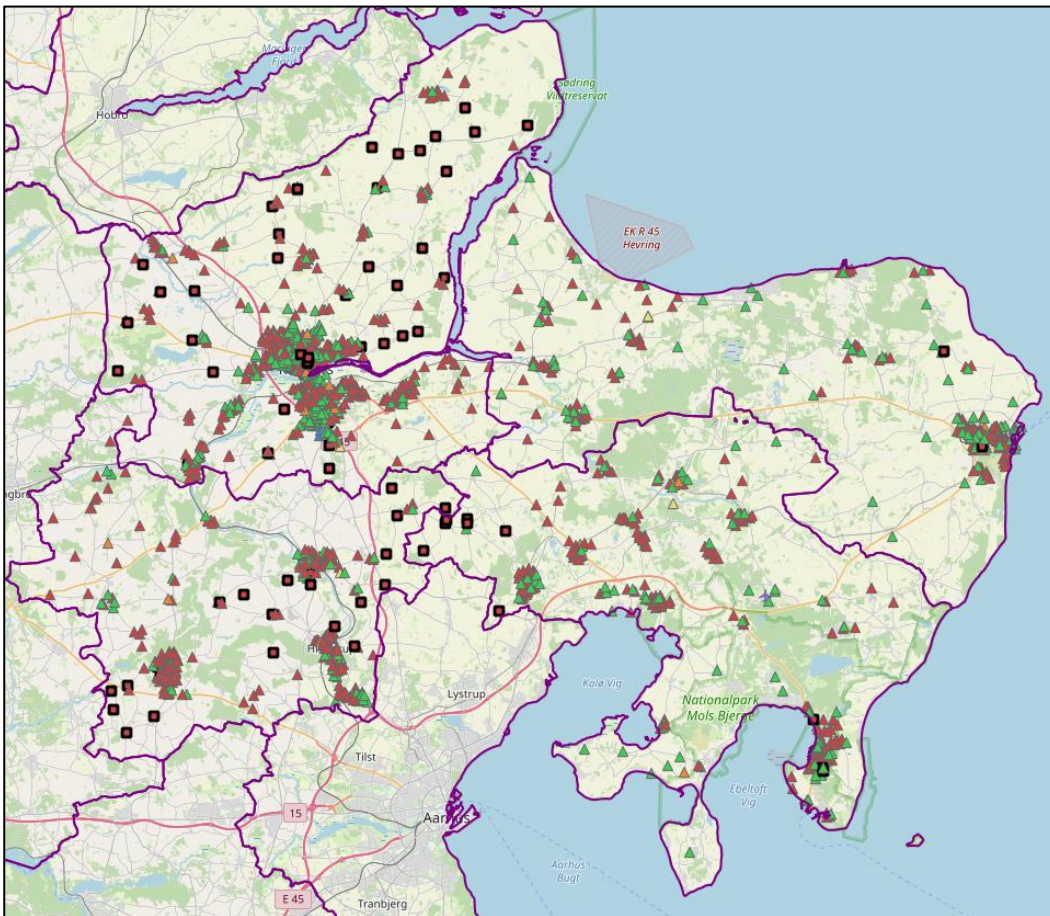 Mariager
Fjord
Hobro
Sødring
Vildtreservat
EK R 45
Hevring
Lystrup
Kalø Vig
Nationalpark
Mols Bjerge
Tilst
Ebeltoft
Vig
15
Aarhus
Aarhus
Bugt
E 45
Tranbjerg